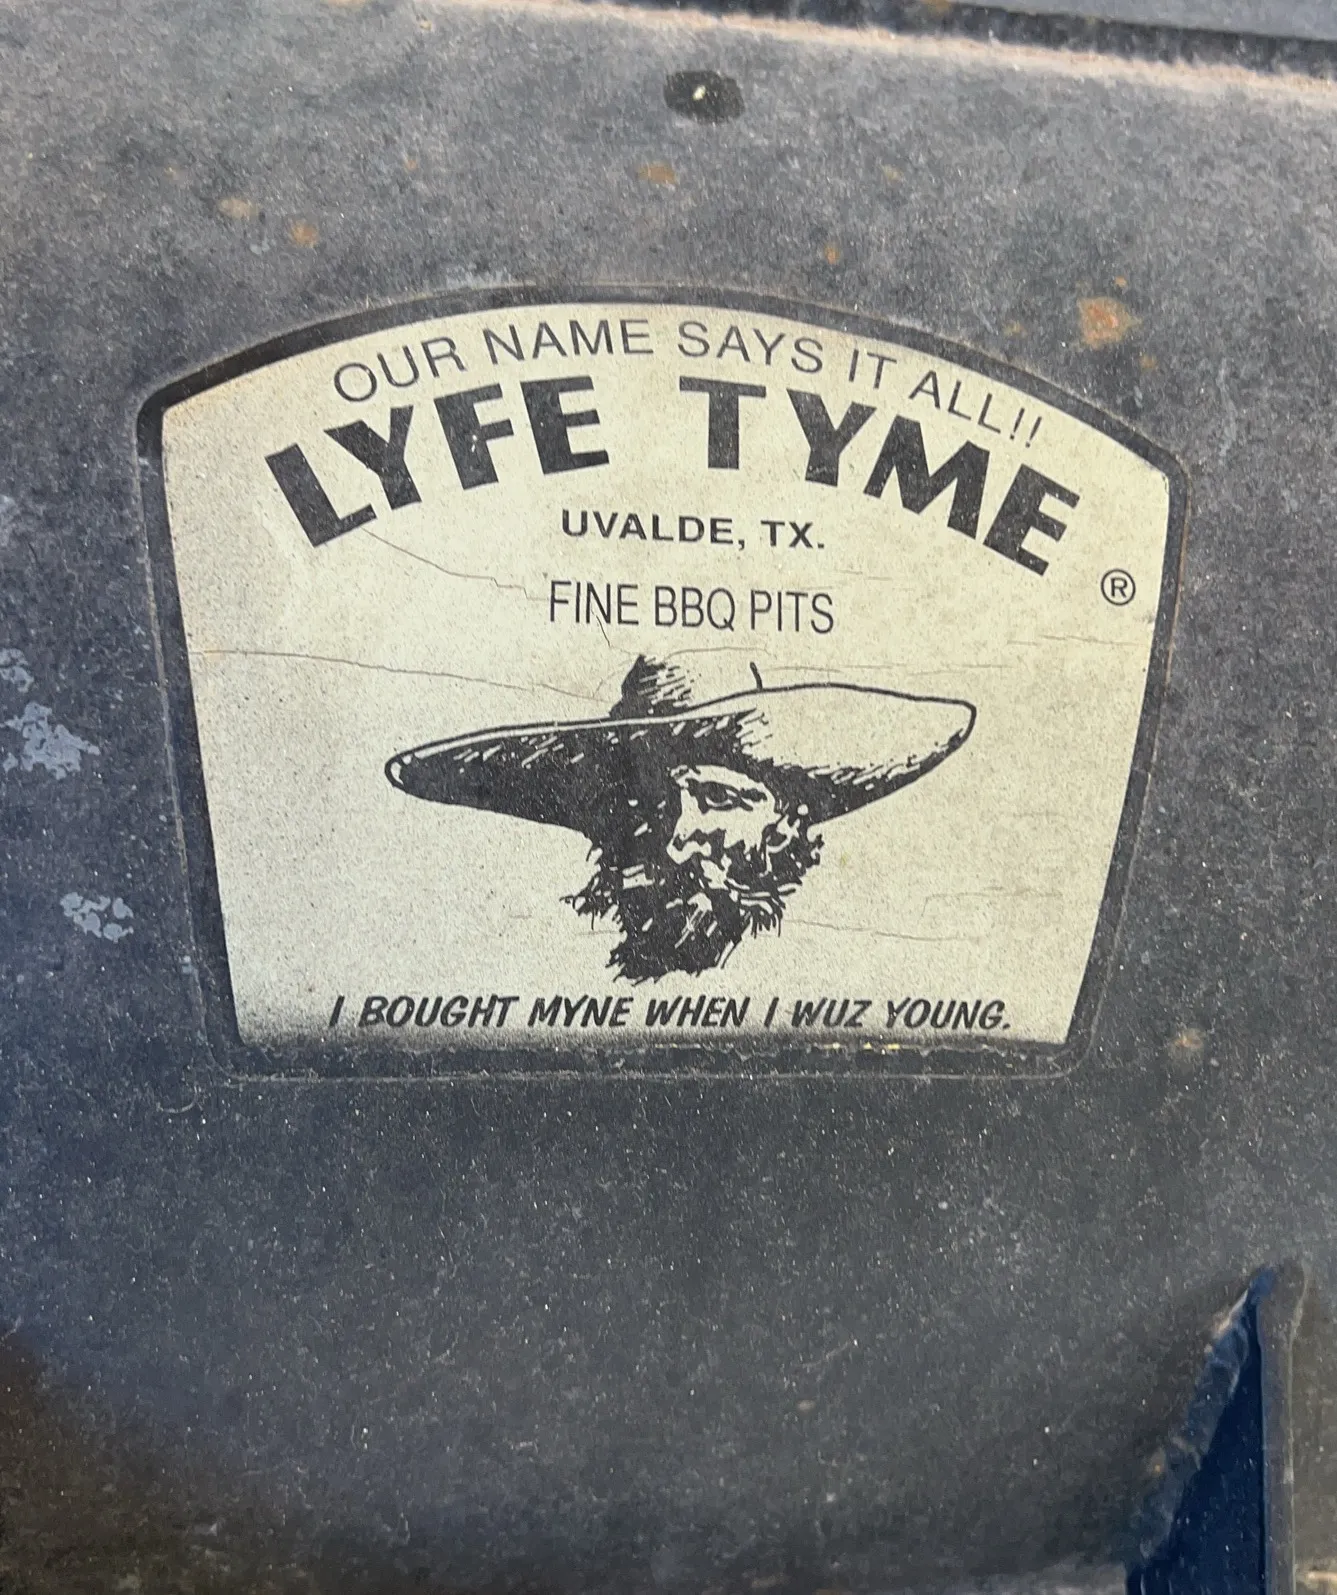 OUR NAME SAYS IT ALL!!
LYFE TYME
®
UVALDE, TX.
FINE BBQ PITS
I BOUGHT MYNE WHEN I WUZ YOUNG.